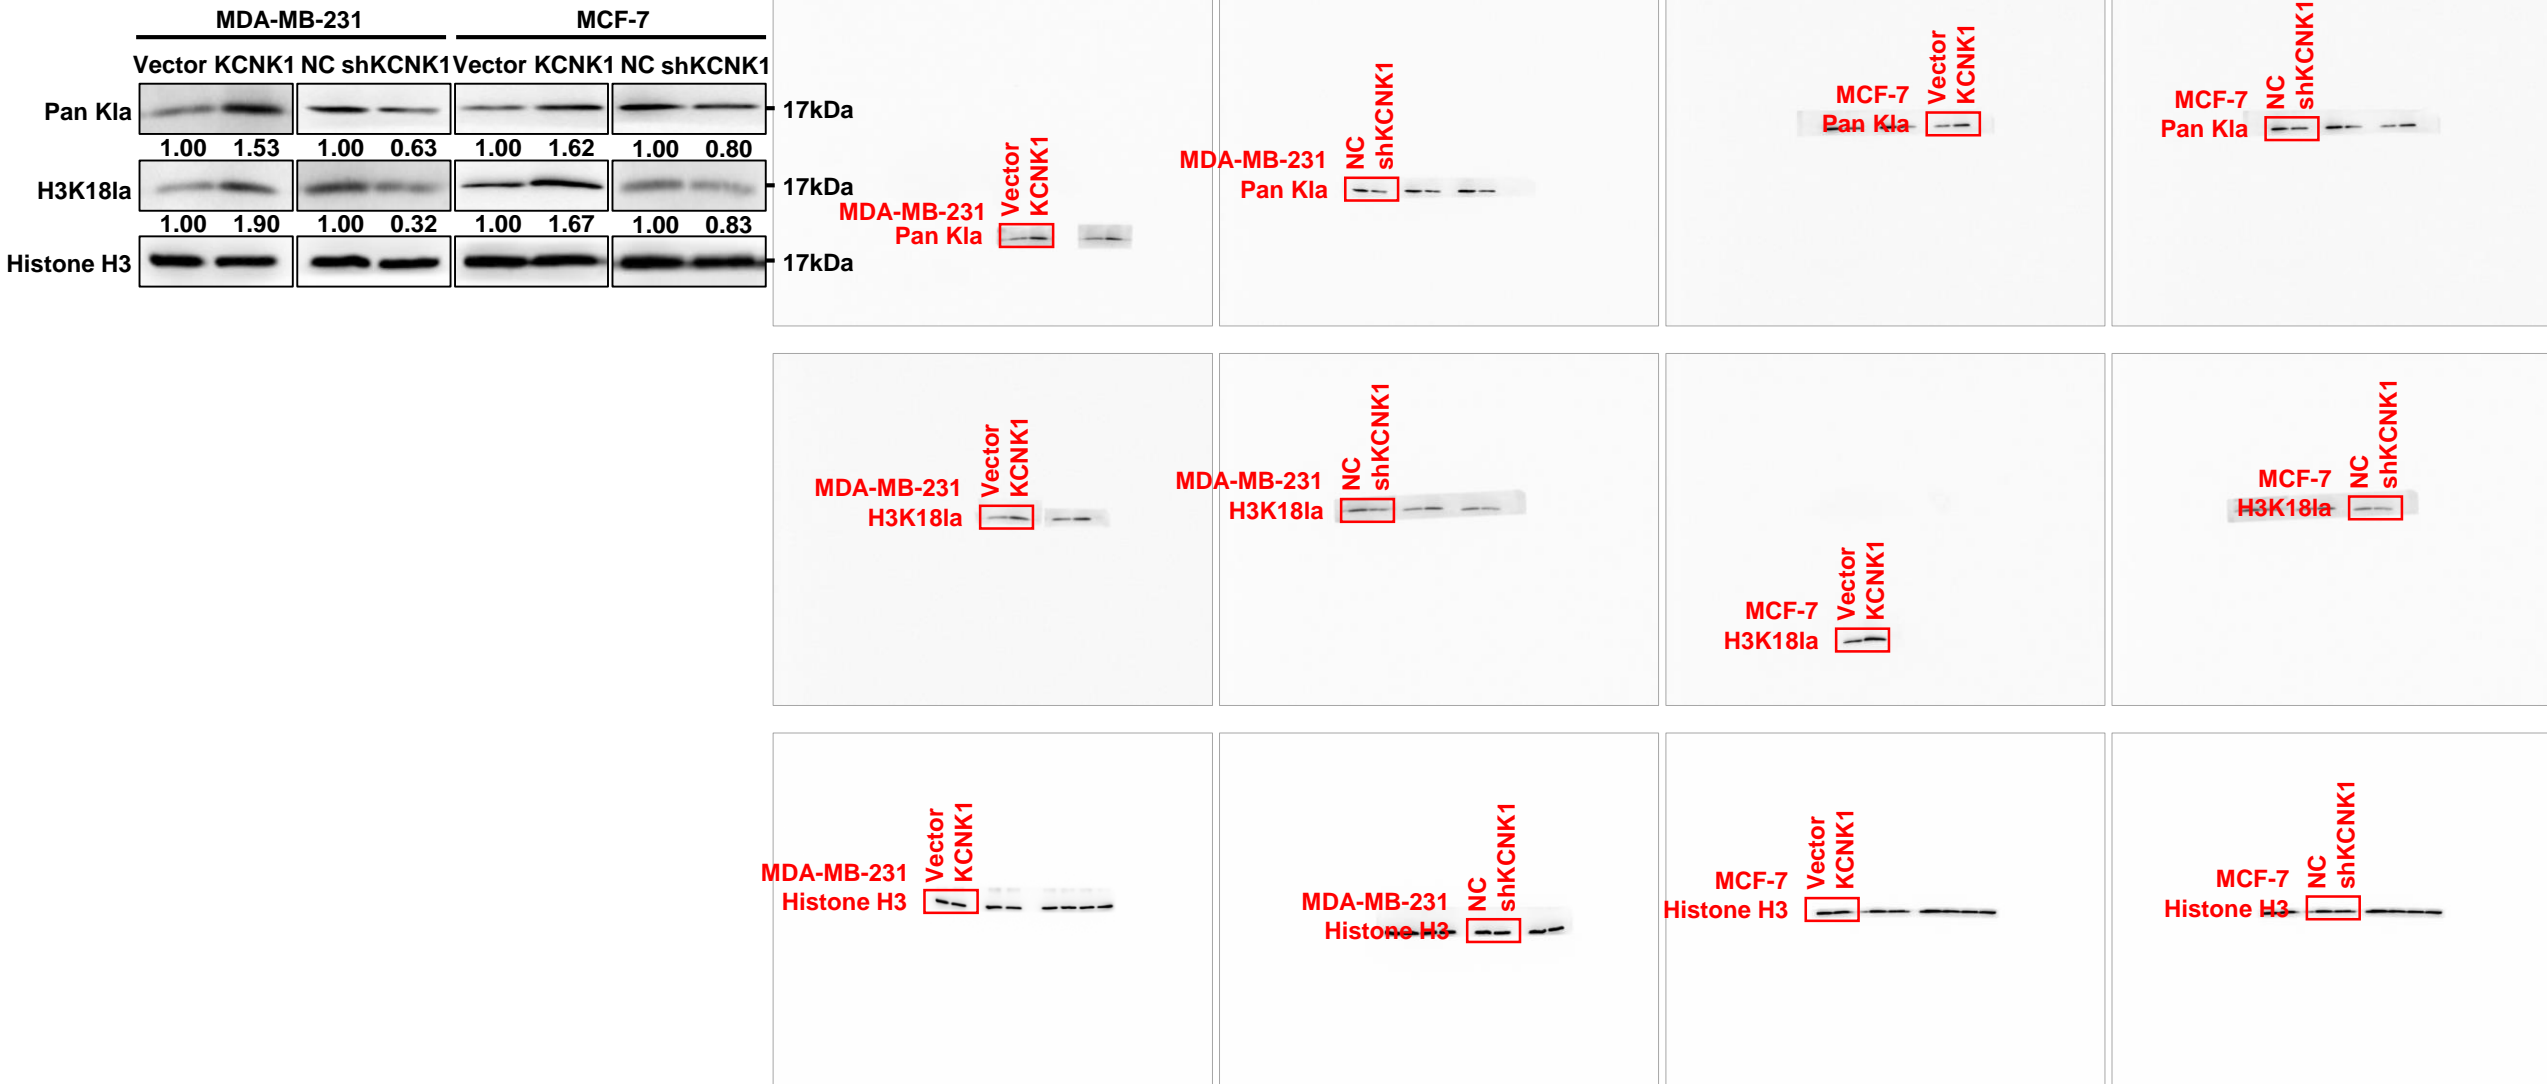 MDA-MB-231 MCF-7
Vector KCNK1 NC shKCNK1 Vector KCNK1 NC shKCNK1
Pan Kla 17kDa
1.00 1.53 1.00 0.63 1.00 1.62 1.00 0.80
H3K18la 17kDa
1.00 1.90 1.00 0.32 1.00 1.67 1.00 0.83
Histone H3 17kDa
Vector
KCNK1
MDA-MB-231
Pan Kla
NC
shKCNK1
MDA-MB-231
Pan Kla
Vector
KCNK1
MCF-7
Pan Kla
NC
shKCNK1
MCF-7
Pan Kla
Vector
KCNK1
MDA-MB-231
H3K18la
NC
shKCNK1
MDA-MB-231
H3K18la
Vector
KCNK1
MCF-7
H3K18la
NC
shKCNK1
MCF-7
H3K18la
Vector
KCNK1
MDA-MB-231
Histone H3
NC
shKCNK1
MDA-MB-231
Histone H3
Vector
KCNK1
MCF-7
Histone H3
NC
shKCNK1
MCF-7
Histone H3